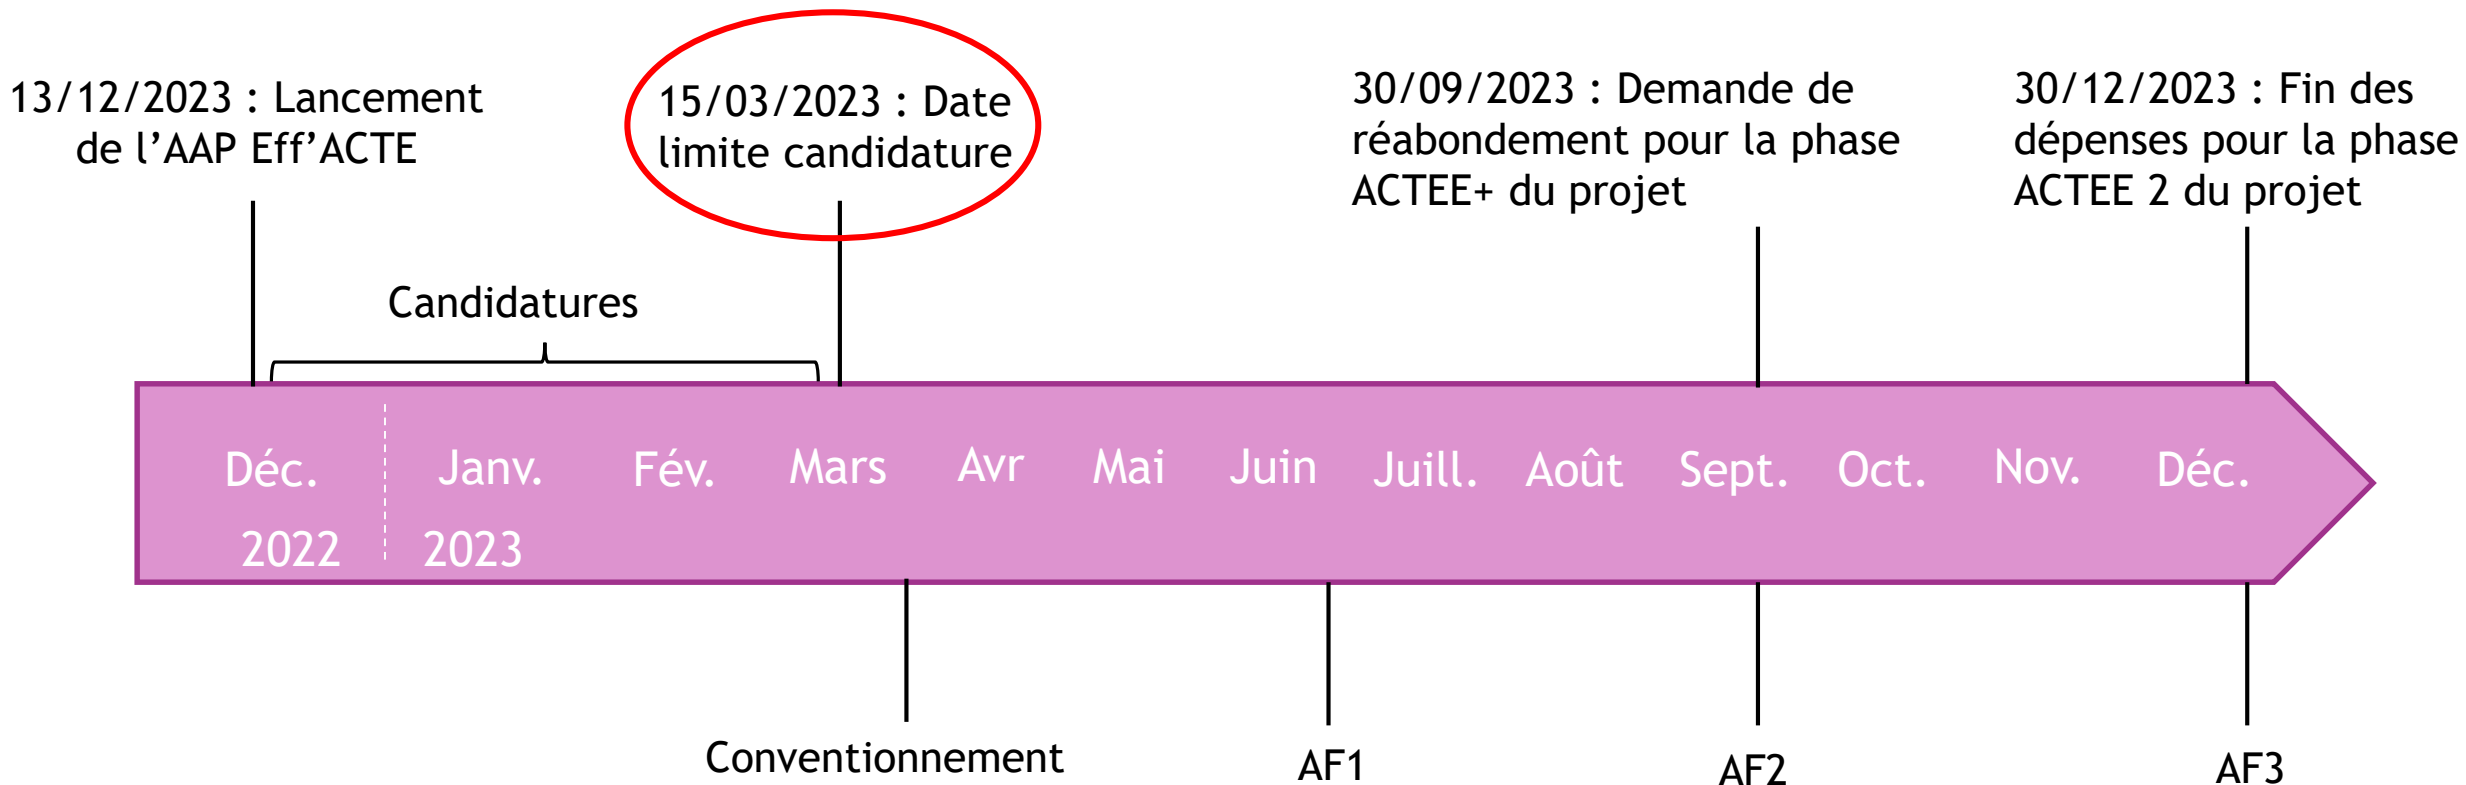 13/12/2023 : Lancement
de l’AAP Eff’ACTE
15/03/2023 : Date
limite candidature
30/09/2023 : Demande de
réabondement pour la phase
ACTEE+ du projet
30/12/2023 : Fin des
dépenses pour la phase
ACTEE 2 du projet
Candidatures
Déc. Janv. Fév. Mars Avr Mai Juin Juill. Août Sept. Oct. Nov. Déc.
2022 2023
Conventionnement
AF1
AF2
AF3